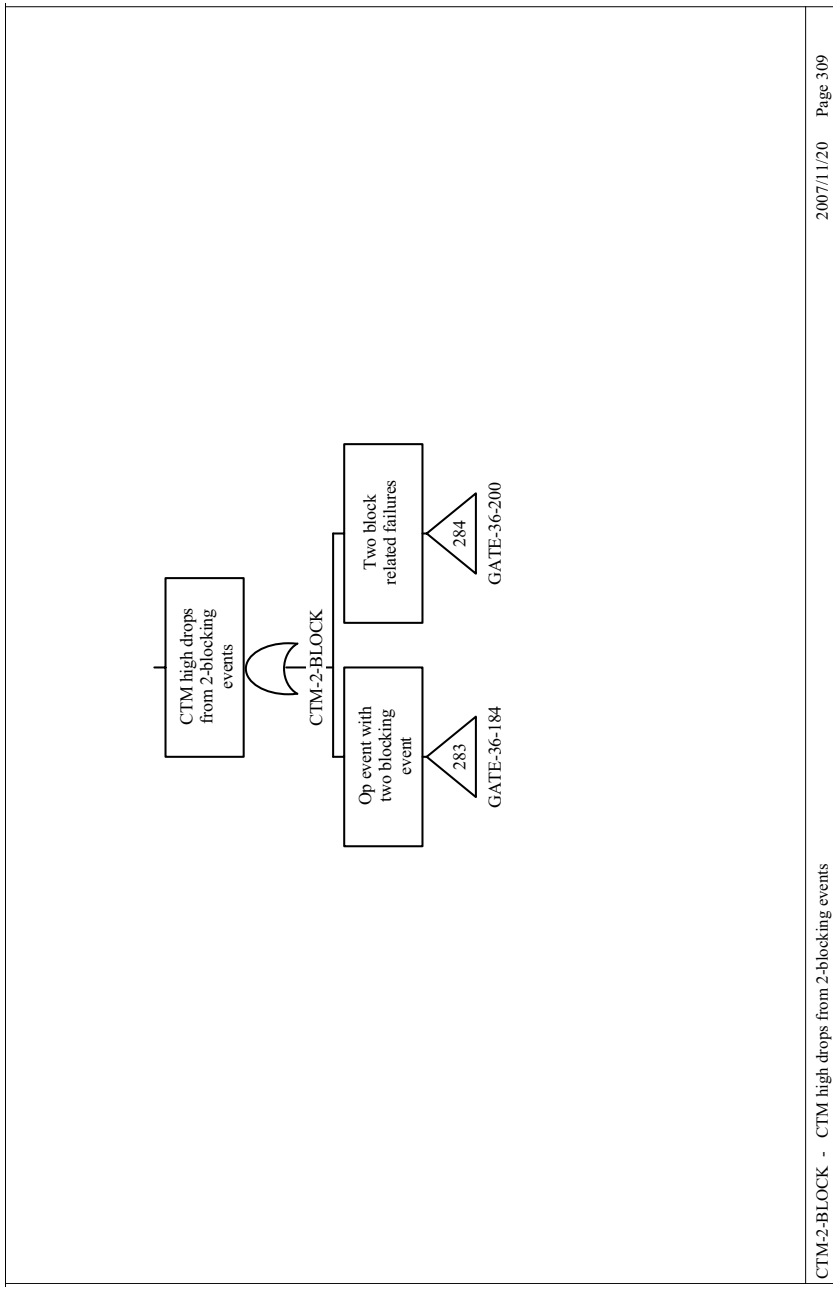 CTM high drops
from 2-blocking
events
CTM-2-BLOCK
Op event with
two blocking
event
283
GATE-36-184
Two block
related failures
284
GATE-36-200
CTM-2-BLOCK - CTM high drops from 2-blocking events
2007/11/20 Page 309